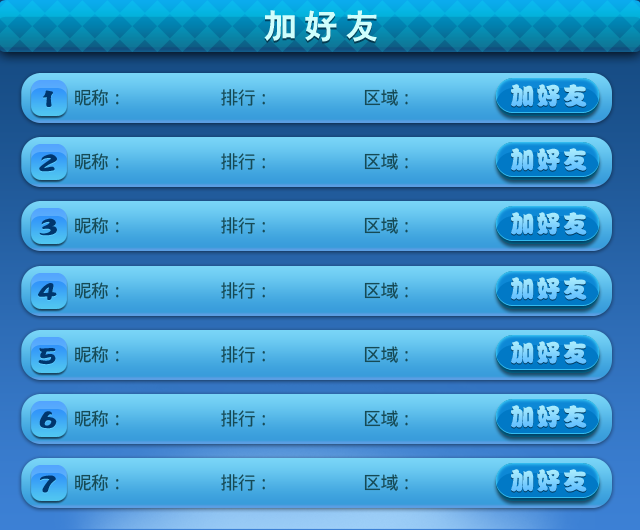 加好友
1 昵称： 排行： 区域： 加好友
2 昵称： 排行： 区域： 加好友
3 昵称： 排行： 区域： 加好友
4 昵称： 排行： 区域： 加好友
5 昵称： 排行： 区域： 加好友
6 昵称： 排行： 区域： 加好友
7 昵称： 排行： 区域： 加好友